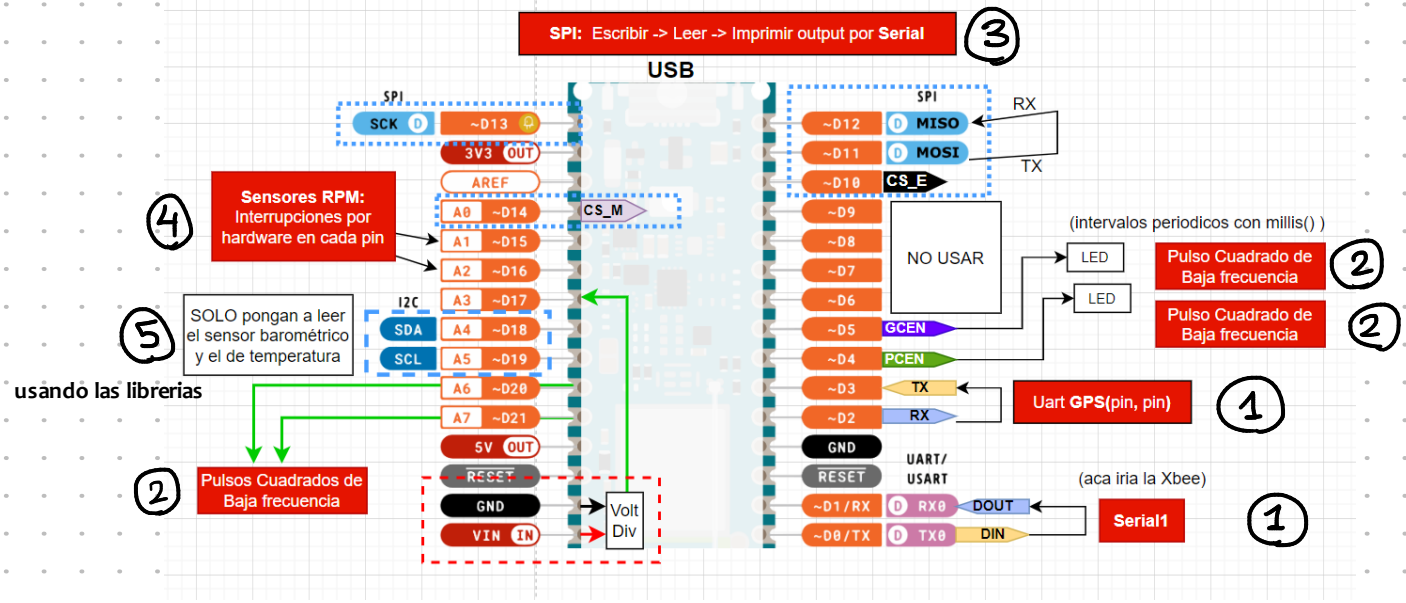 SPI: Escribir -> Leer -> Imprimir output por Serial
3
USB
SPI
SCK D ~D13
3V3 OUT
AREF
A0 ~D14 CS_M
A1 ~D15
A2 ~D16
A3 ~D17
I2C
SDA A4 ~D18
SCL A5 ~D19
A6 ~D20
A7 ~D21
5V OUT
RESET
GND
VIN IN
Volt
Div
4
Sensores RPM:
Interrupciones por
hardware en cada pin
5
SOLO pongan a leer
el sensor barométrico
y el de temperatura
usando las librerias
2
Pulsos Cuadrados de
Baja frecuencia
SPI
~D12 D MISO
~D11 D MOSI
~D10 CS_E
RX
TX
~D9
~D8
~D7
~D6
NO USAR
~D5 GCEN
~D4 PCEN
~D3 TX
~D2 RX
GND
RESET
UART/
USART
~D1/RX D RX0 DOUT
~D0/TX D TX0 DIN
(intervalos periodicos con millis() )
LED
Pulso Cuadrado de
Baja frecuencia
2
LED
Pulso Cuadrado de
Baja frecuencia
2
Uart GPS(pin, pin)
1
(aca iria la Xbee)
Serial1
1